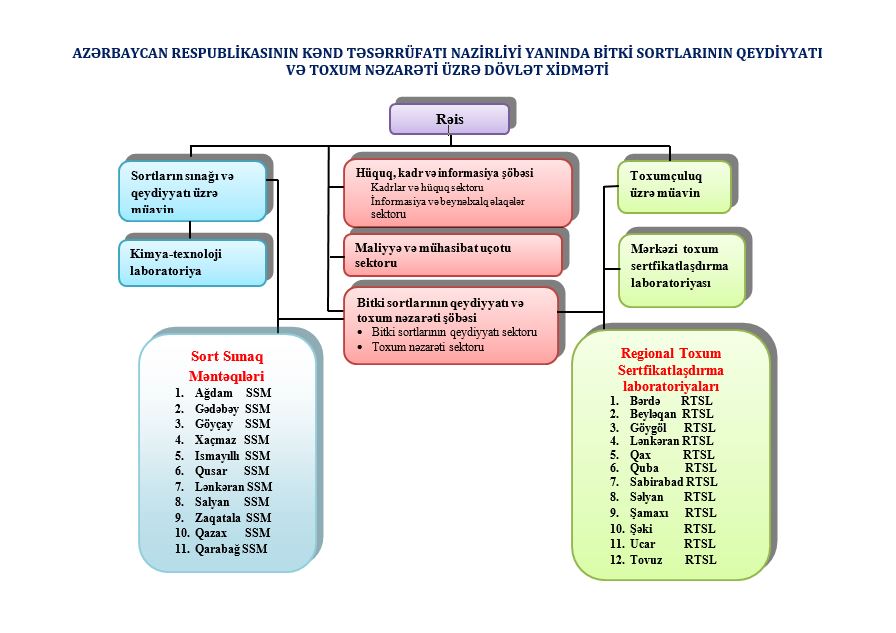 AZƏRBAYCAN RESPUBLİKASININ KƏND TƏSƏRRÜFATI NAZİRLİYİ YANINDA BİTKİ SORTLARININ QEYDİYYATI
VƏ TOXUM NƏZARƏTİ ÜZRƏ DÖVLƏT XİDMƏTİ
Rəis
Sortların sınağı və
qeydiyyatı üzrə
müavin
Kimya-texnoloji
laboratoriya
Hüquq, kadr və informasiya şöbəsi
Kadrlar və hüquq sektoru
İnformasiya və beynəlxalq əlaqələr
sektoru
Maliyyə və mühasibat uçotu
sektoru
Bitki sortlarının qeydiyyatı və
toxum nəzarəti şöbəsi
• Bitki sortlarının qeydiyyatı sektoru
• Toxum nəzarəti sektoru
Toxumçuluq
üzrə müavin
Mərkəzi toxum
sertfikatlaşdırma
laboratoriyası
Sort Sınaq
Məntəqələri
1. Ağdam SSM
2. Gədəbəy SSM
3. Göyçay SSM
4. Xaçmaz SSM
5. Ismayıllı SSM
6. Qusar SSM
7. Lənkəran SSM
8. Salyan SSM
9. Zaqatala SSM
10. Qazax SSM
11. Qarabağ SSM
Regional Toxum
Sertfikatlaşdırma
laboratoriyaları
1. Bərdə RTSL
2. Beyləqan RTSL
3. Göygöl RTSL
4. Lənkəran RTSL
5. Qax RTSL
6. Quba RTSL
7. Sabirabad RTSL
8. Səlyan RTSL
9. Şamaxı RTSL
10. Şəki RTSL
11. Ucar RTSL
12. Tovuz RTSL